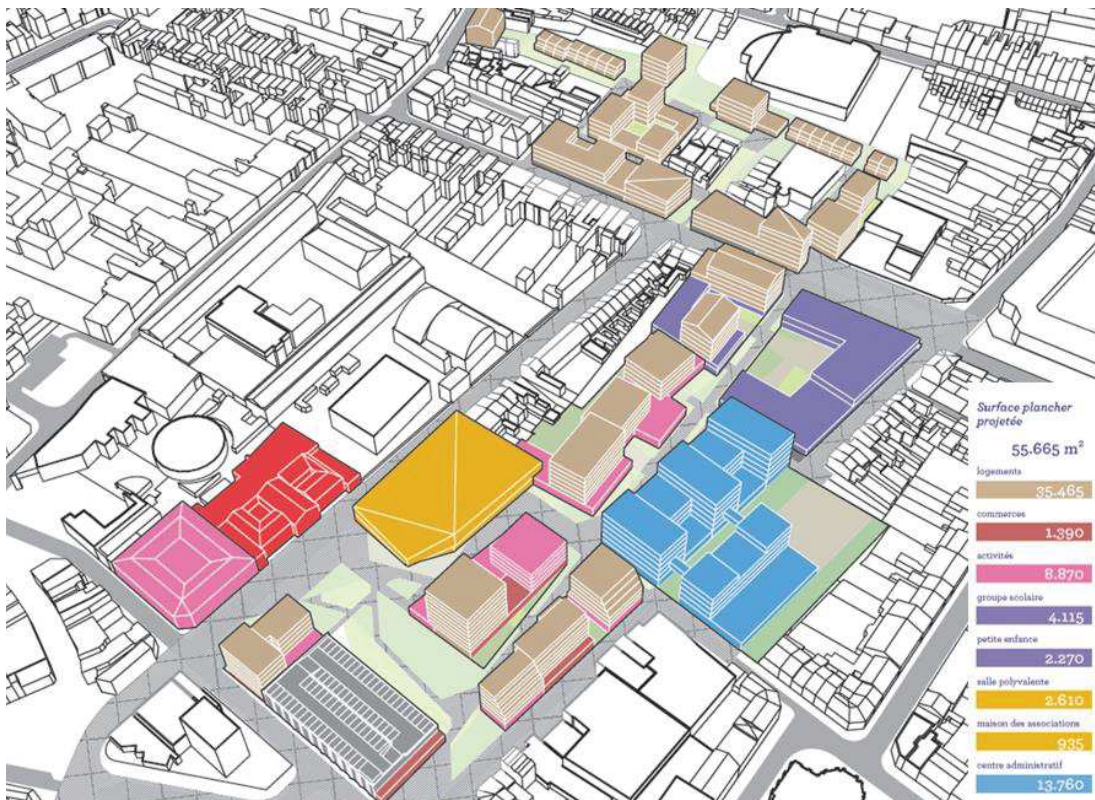 Surface plancher
projetée
55.665 m²
logements
35.465
commerces
1.390
activités
8.870
groupe scolaire
4.115
petite enfance
2.270
salle polyvalente
2.610
maison des associations
935
centre administratif
13.760